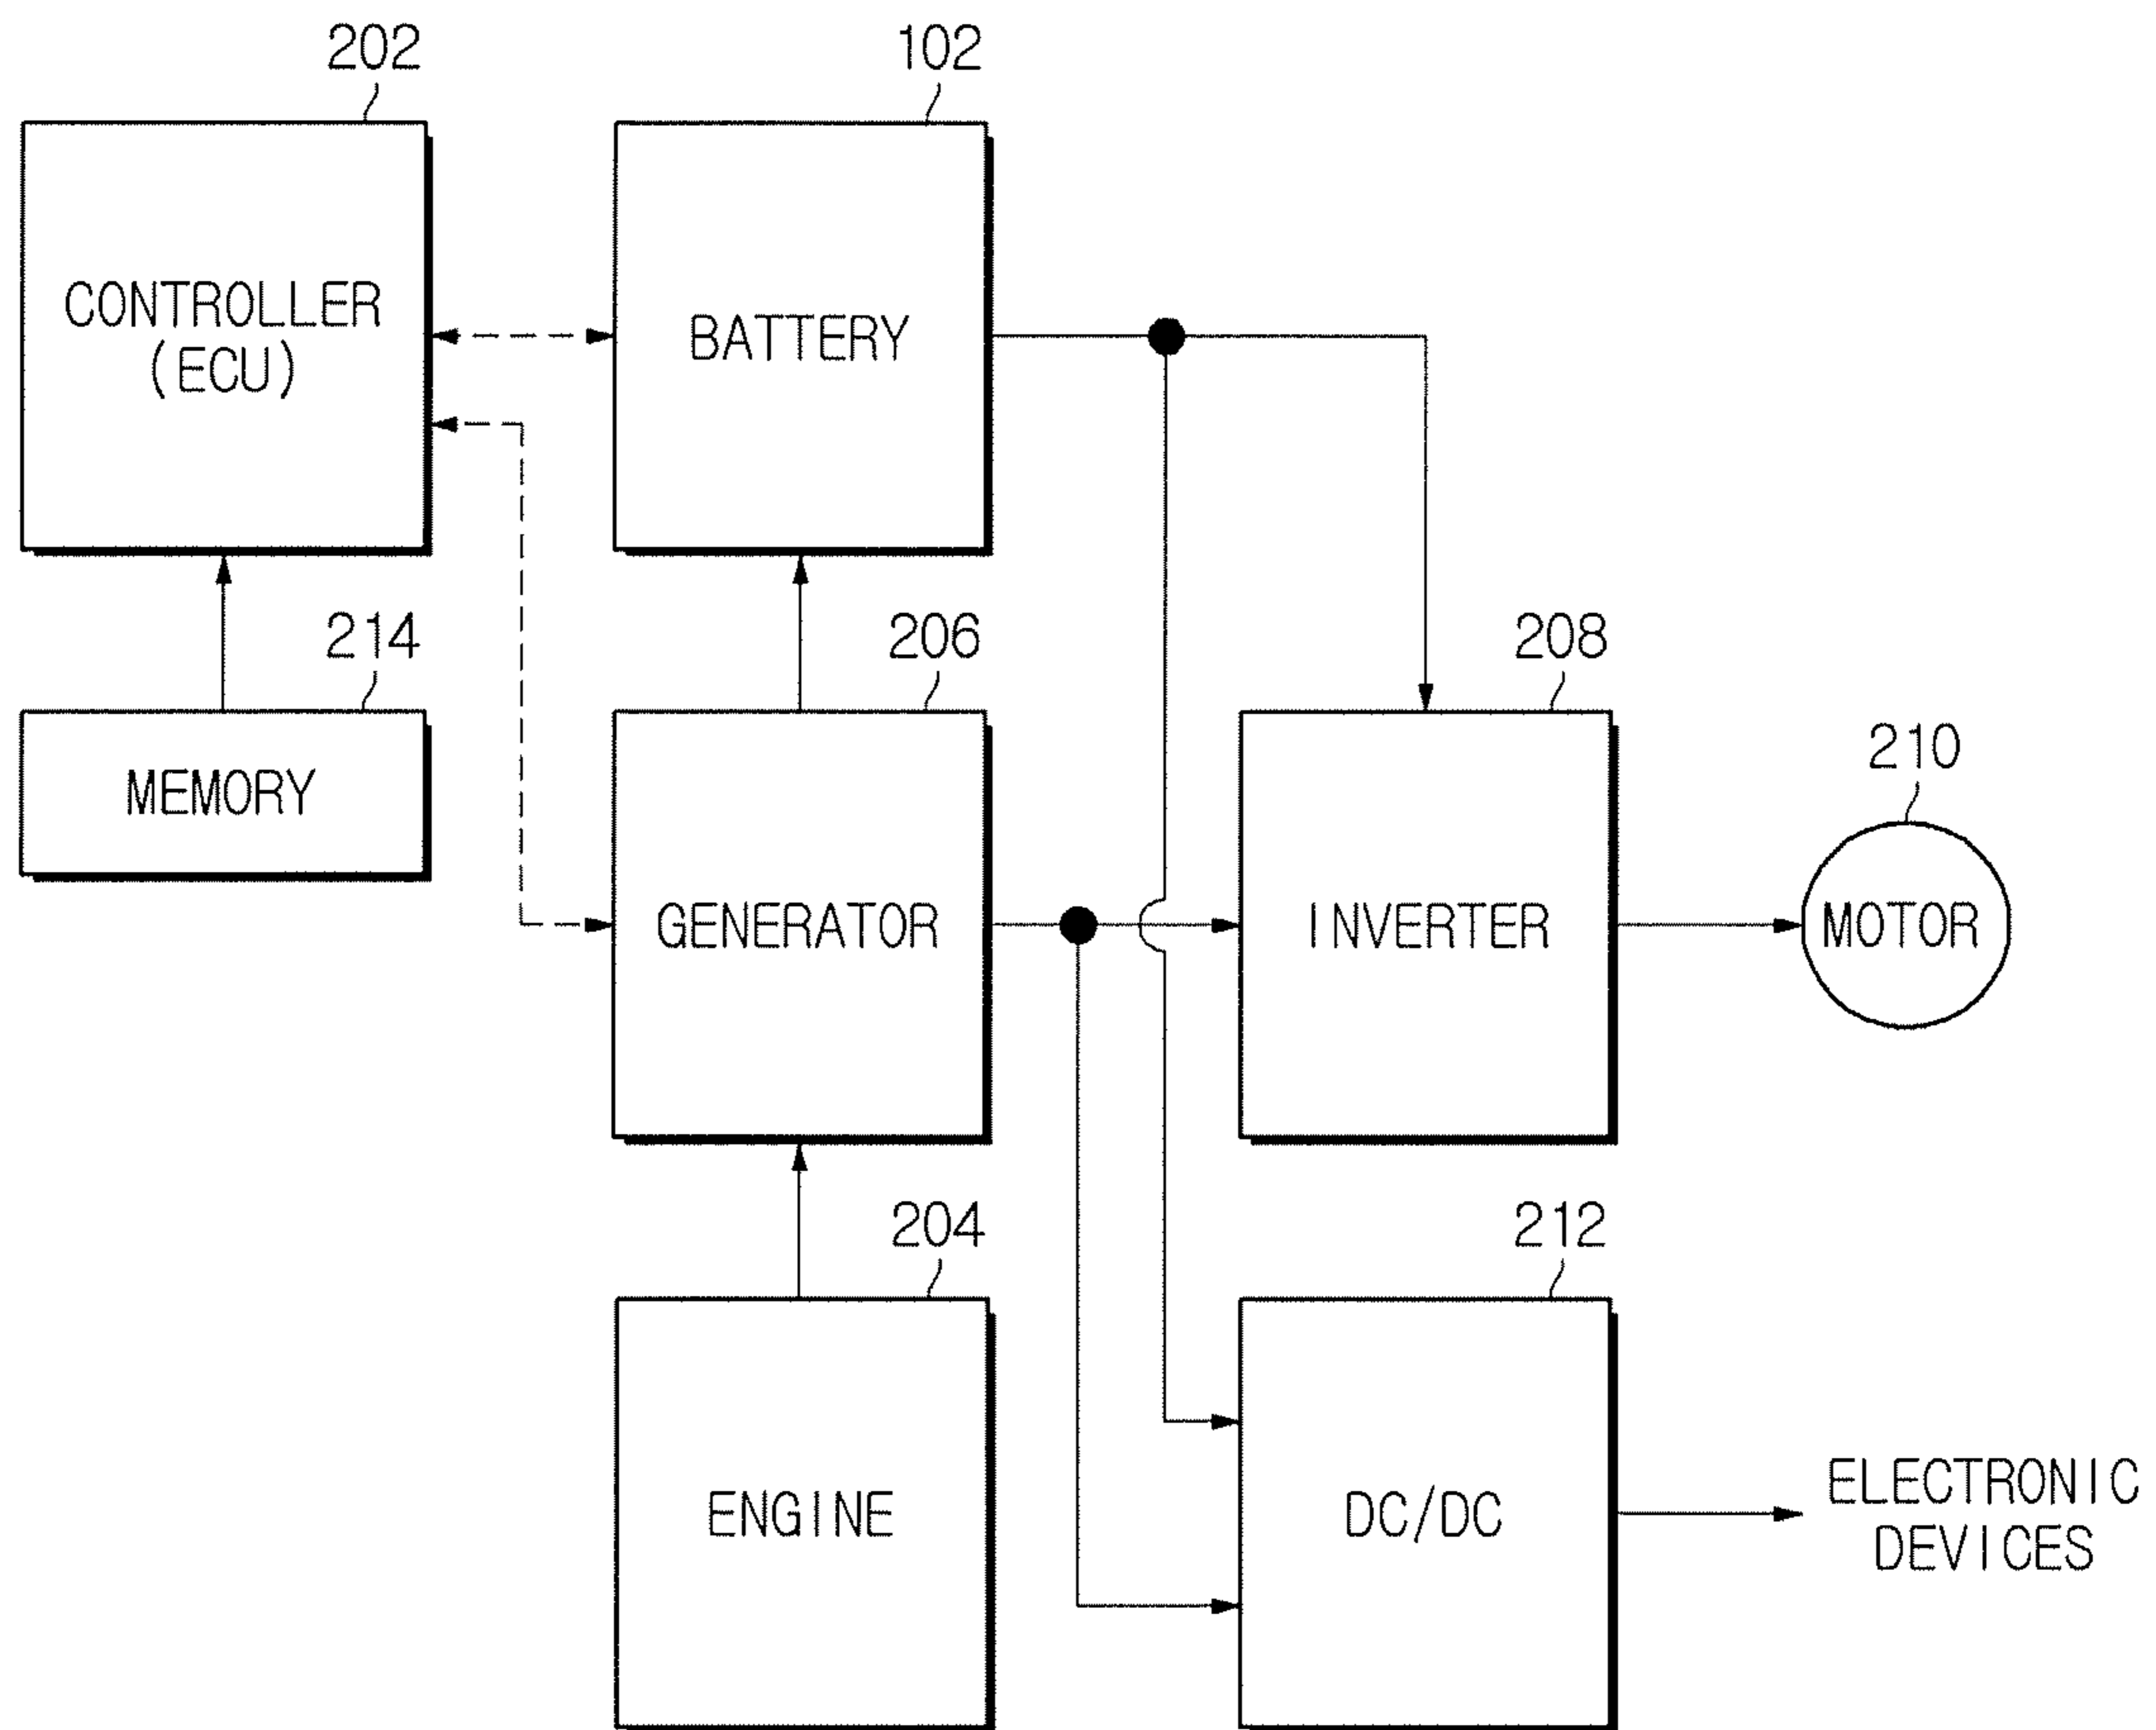 202
102
CONTROLLER
(ECU)
BATTERY
214
206
208
210
MEMORY
GENERATOR
INVERTER
MOTOR
204
212
ENGINE
DC/DC
ELECTRONIC
DEVICES